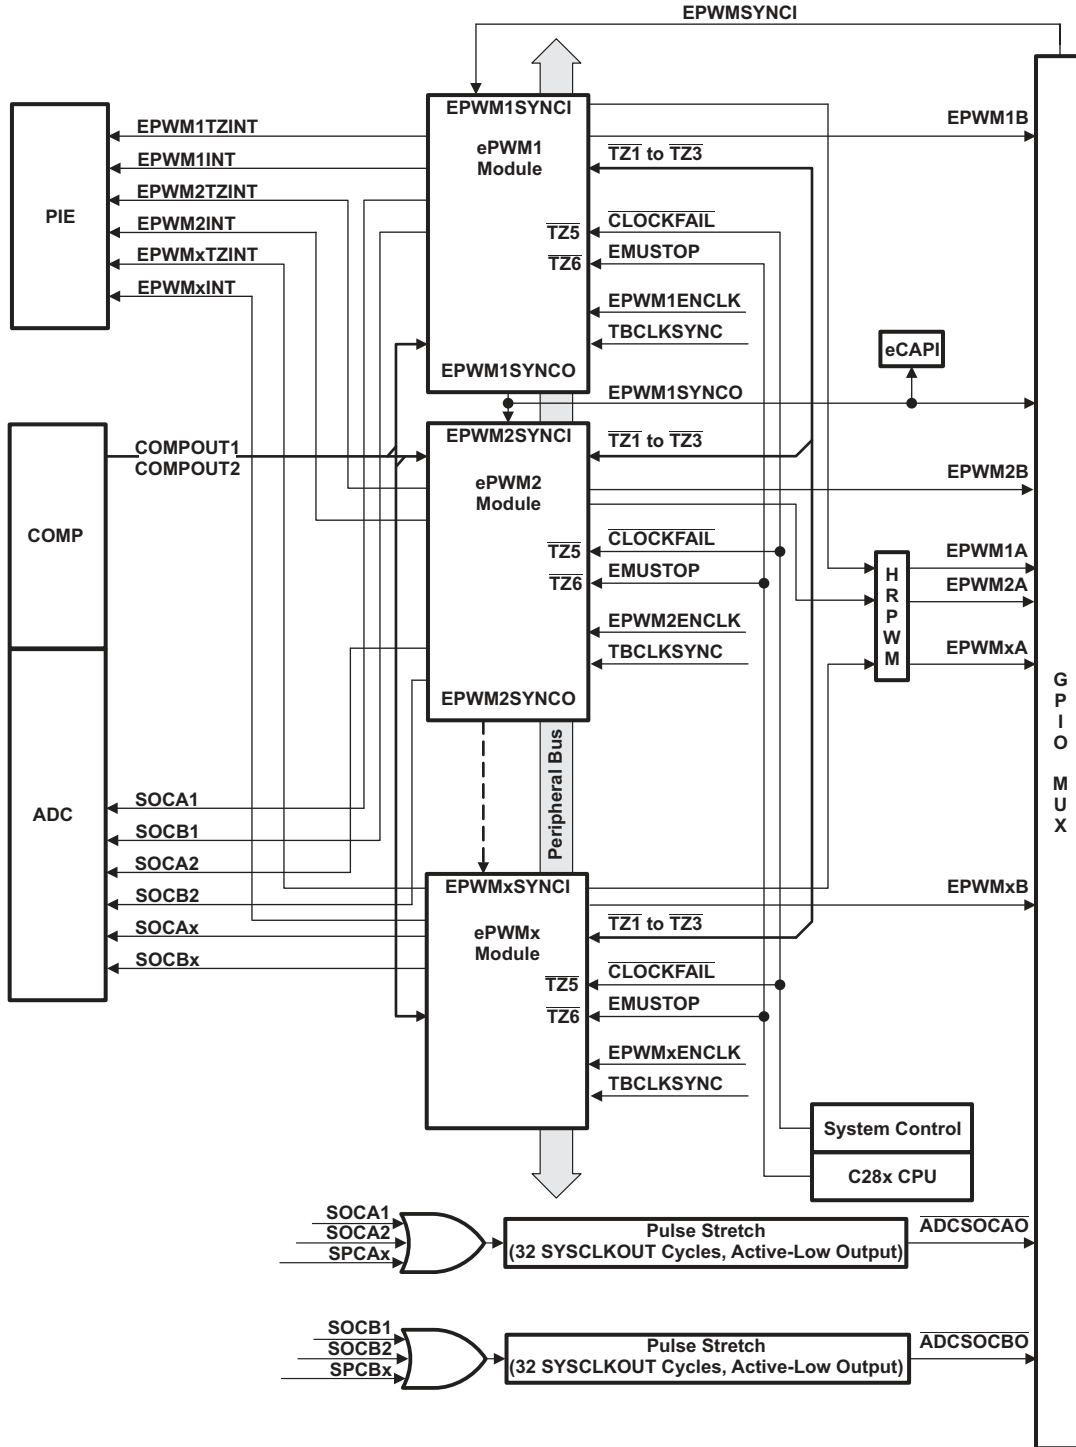 EPWMSYNCI
EPWM1SYNCI
EPWM1B
EPWM1TZINT
ePWM1
Module
TZ1 to TZ3
EPWM1INT
EPWM2TZINT
PIE
EPWM2INT
TZ5
CLOCKFAIL
EPWMxTZINT
TZ6
EMUSTOP
EPWMxINT
EPWM1ENCLK
TBCLKSYNC
eCAPI
EPWM1SYNCO
EPWM1SYNCO
EPWM2SYNCI
TZ1 to TZ3
COMPOUT1
COMPOUT2
EPWM2B
ePWM2
Module
COMP
TZ5
CLOCKFAIL
TZ6
EMUSTOP
H
R
P
W
M
EPWM1A
EPWM2A
EPWM2ENCLK
TBCLKSYNC
EPWMxA
EPWM2SYNCO
G
P
I
O
M
U
X
Peripheral Bus
ADC
SOCA1
SOCB1
SOCA2
SOCB2
SOCAx
SOCBx
EPWMxSYNCI
EPWMxB
ePWMx
Module
TZ1 to TZ3
TZ5
CLOCKFAIL
TZ6
EMUSTOP
EPWMxENCLK
TBCLKSYNC
System Control
C28x CPU
SOCA1
SOCA2
SPCAx
Pulse Stretch
(32 SYSCLKOUT Cycles, Active-Low Output)
ADCSOCAO
SOCB1
SOCB2
SPCBx
Pulse Stretch
(32 SYSCLKOUT Cycles, Active-Low Output)
ADCSOCBO